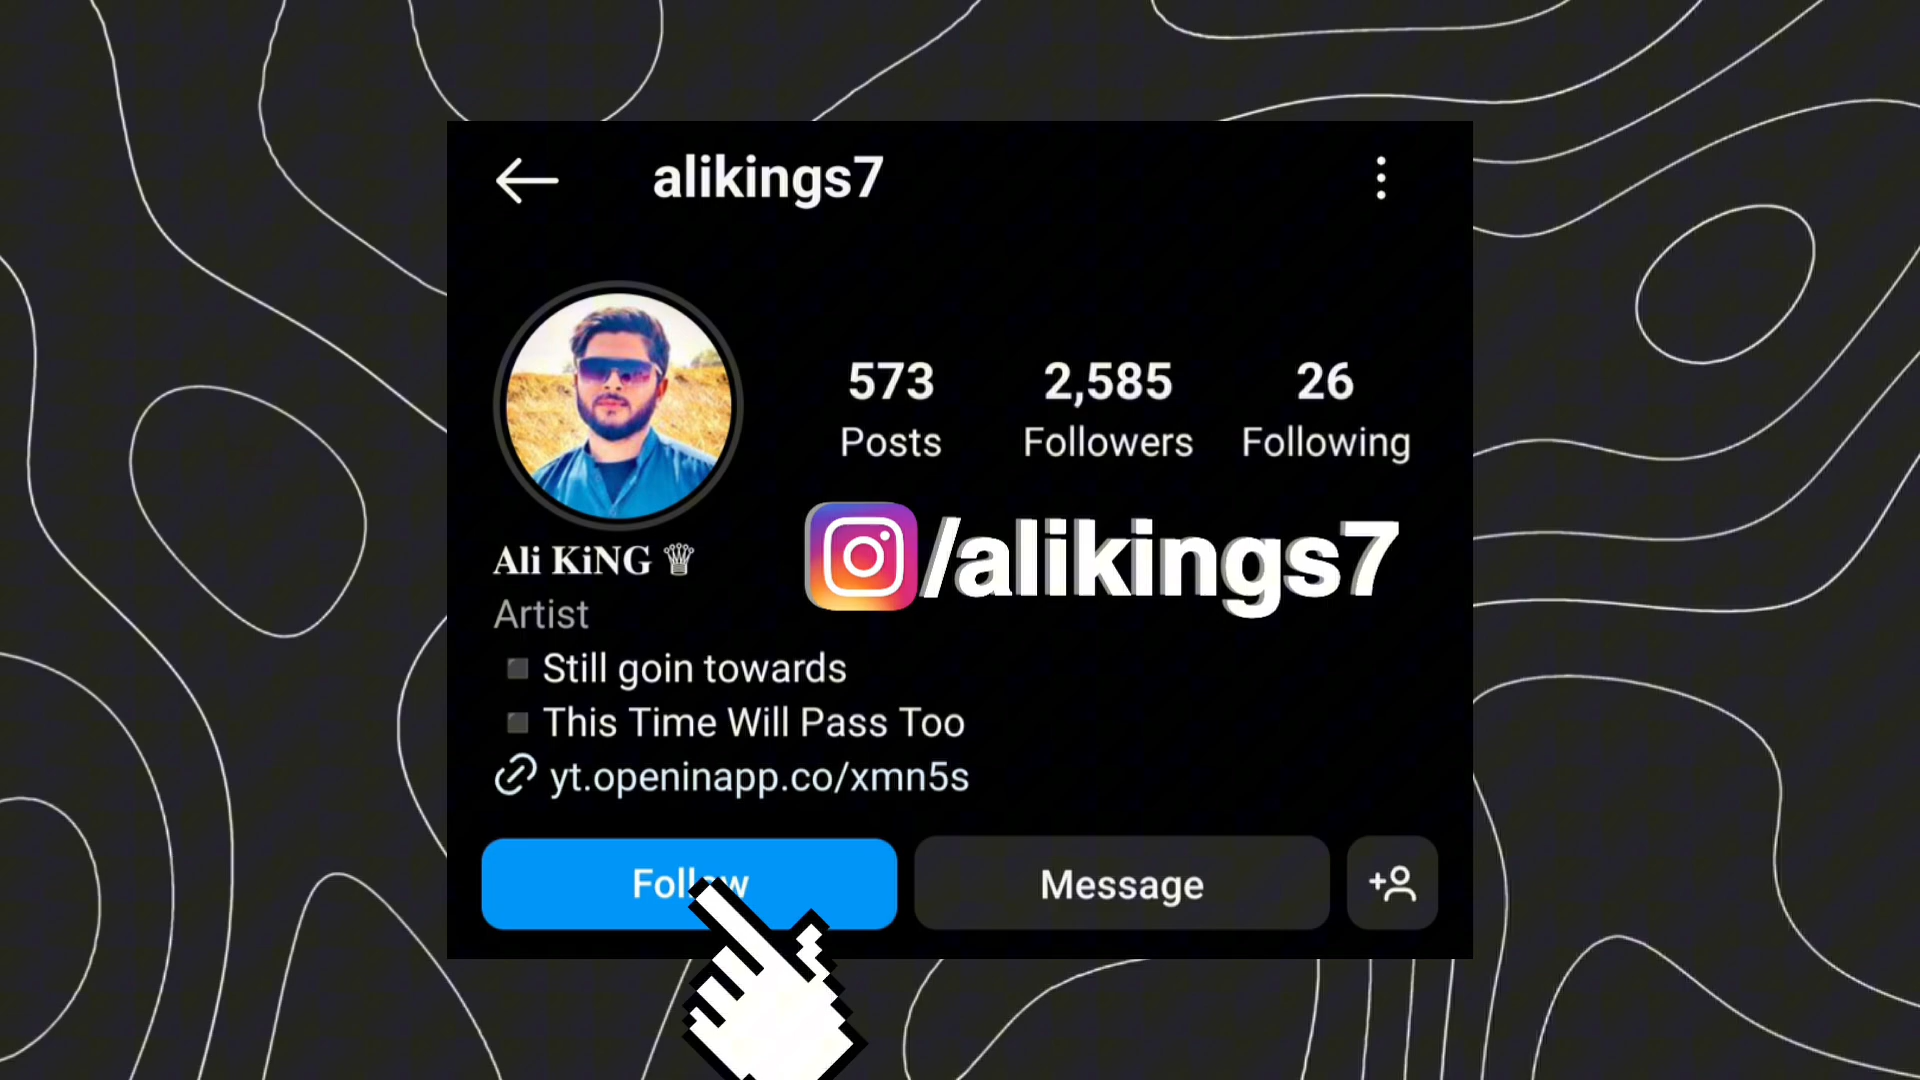 alikings7
573 2,585 26
Posts Followers Following
/alikings7
Ali KiNG ♛
Artist
◾Still goin towards
◾This Time Will Pass Too
yt.openinapp.co/xmn5s
Follow Message